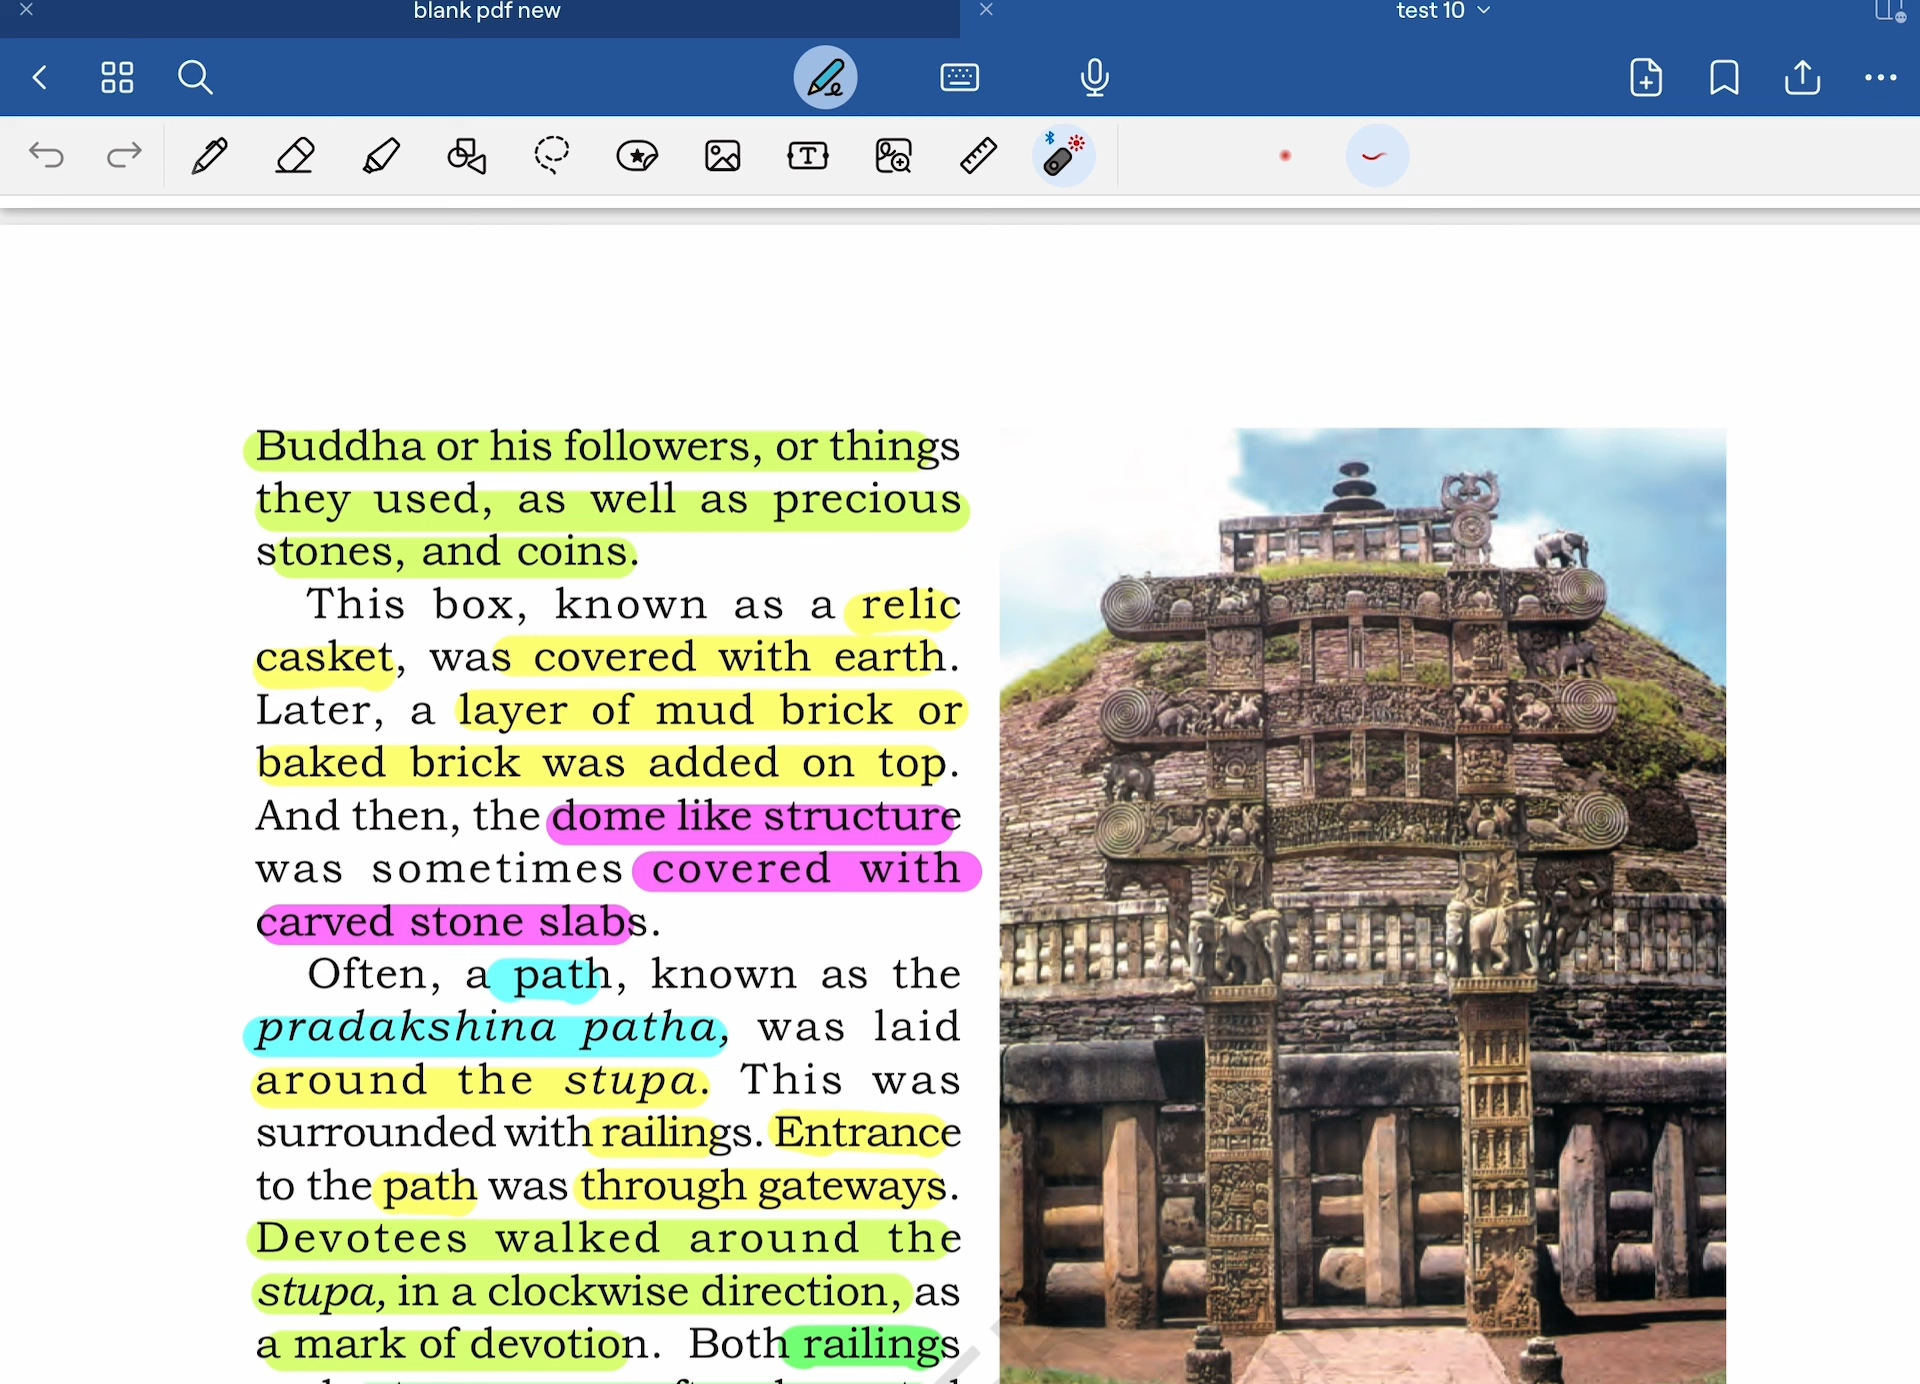 blank pdf new
test 10
Buddha or his followers, or things
they used, as well as precious
stones, and coins.
This box, known as a relic
casket, was covered with earth.
Later, a layer of mud brick or
baked brick was added on top.
And then, the dome like structure
was sometimes covered with
carved stone slabs.
Often, a path, known as the
pradakshina patha, was laid
around the stupa. This was
surrounded with railings. Entrance
to the path was through gateways.
Devotees walked around the
stupa, in a clockwise direction, as
a mark of devotion. Both railings